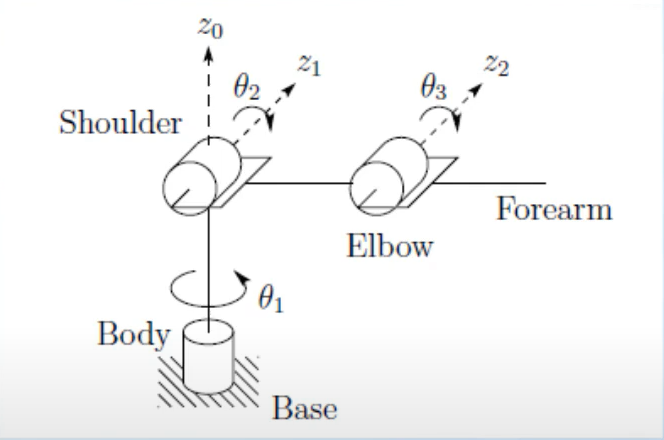 z₀
θ₂
z₁
θ₃
z₂
Shoulder
Forearm
Elbow
θ₁
Body
Base